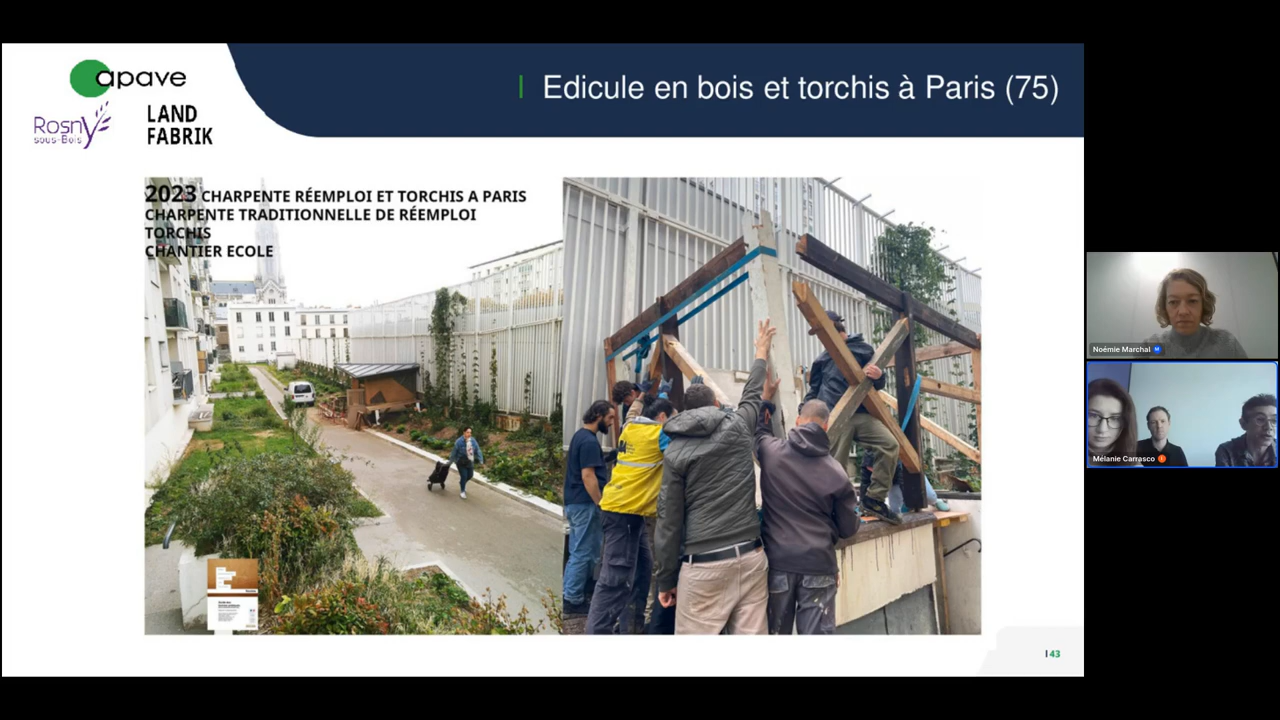 apave
Rosny
sous-Bois
LAND
FABRIK
Edicule en bois et torchis à Paris (75)
2023 CHARPENTE RÉEMPLOI ET TORCHIS A PARIS
CHARPENTE TRADITIONNELLE DE RÉEMPLOI
TORCHIS
CHANTIER ECOLE
Noémie Marchal M
Mélanie Carrasco
43